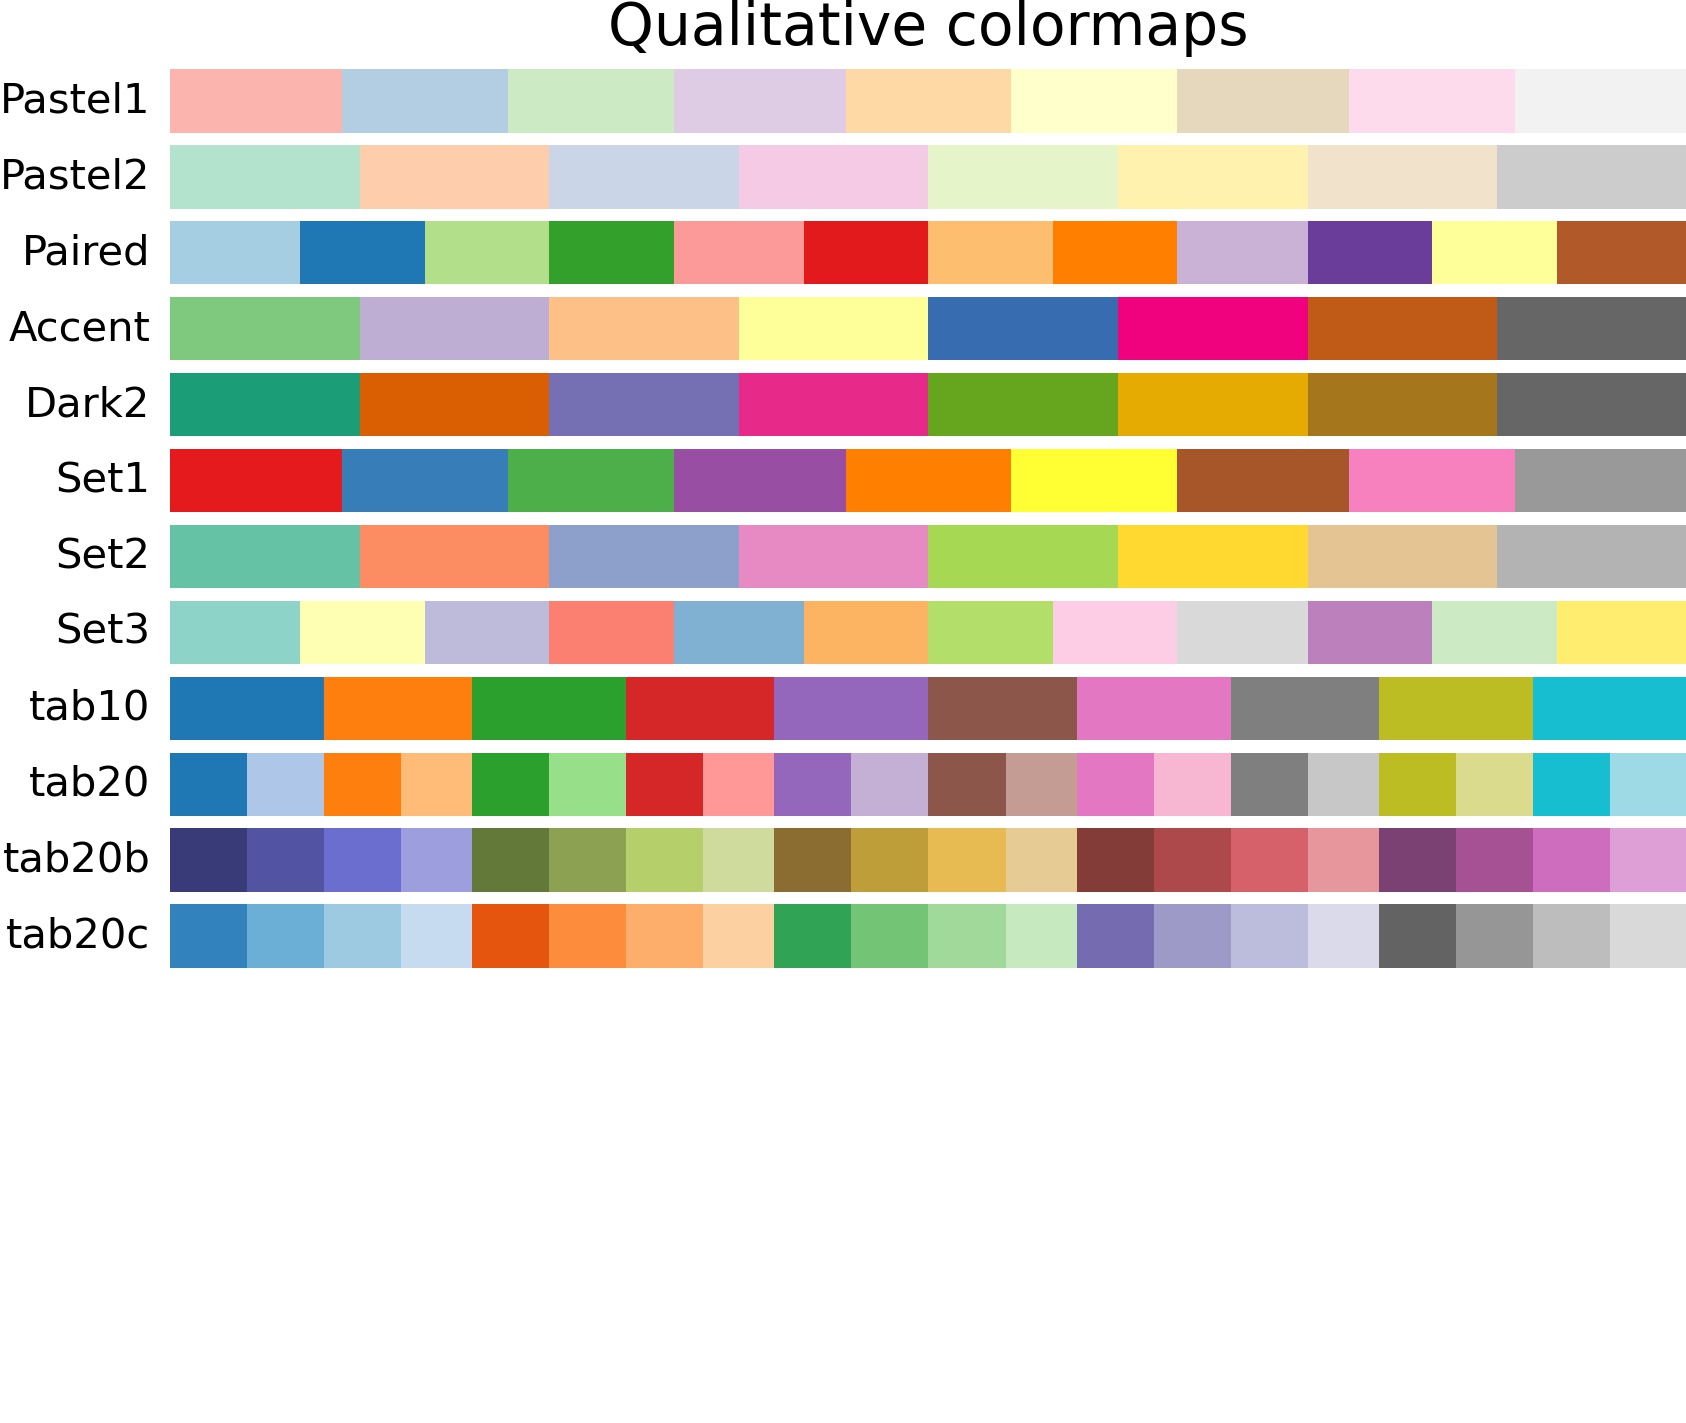 Qualitative colormaps
Pastel1
Pastel2
Paired
Accent
Dark2
Set1
Set2
Set3
tab10
tab20
tab20b
tab20c